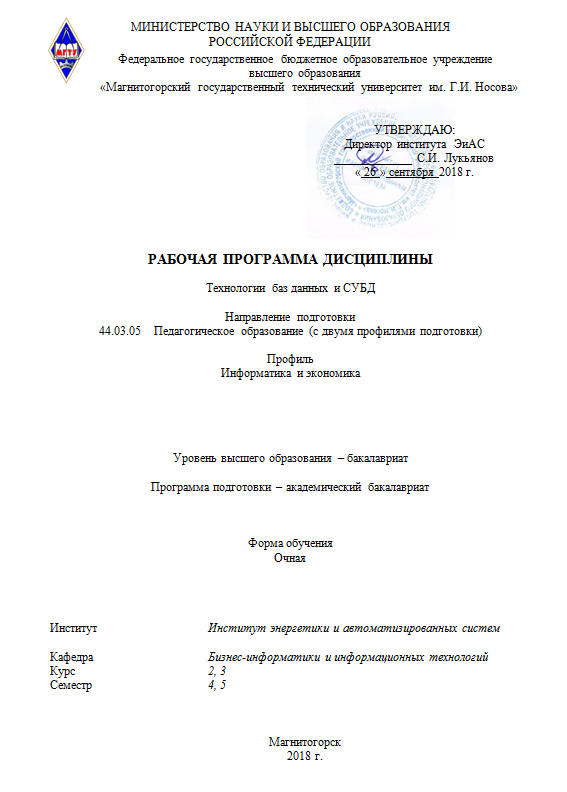 МИНИСТЕРСТВО НАУКИ И ВЫСШЕГО ОБРАЗОВАНИЯ
РОССИЙСКОЙ ФЕДЕРАЦИИ
Федеральное государственное бюджетное образовательное учреждение
высшего образования
«Магнитогорский государственный технический университет им. Г.И. Носова»
МГТУ
УТВЕРЖДАЮ:
Директор института ЭиАС
_____________ С.И. Лукьянов
« 26 » сентября 2018 г.
РАБОЧАЯ ПРОГРАММА ДИСЦИПЛИНЫ
Технологии баз данных и СУБД
Направление подготовки
44.03.05 Педагогическое образование (с двумя профилями подготовки)
Профиль
Информатика и экономика
Уровень высшего образования – бакалавриат
Программа подготовки – академический бакалавриат
Форма обучения
Очная
Институт Институт энергетики и автоматизированных систем
Кафедра Бизнес-информатики и информационных технологий
Курс 2, 3
Семестр 4, 5
Магнитогорск
2018 г.